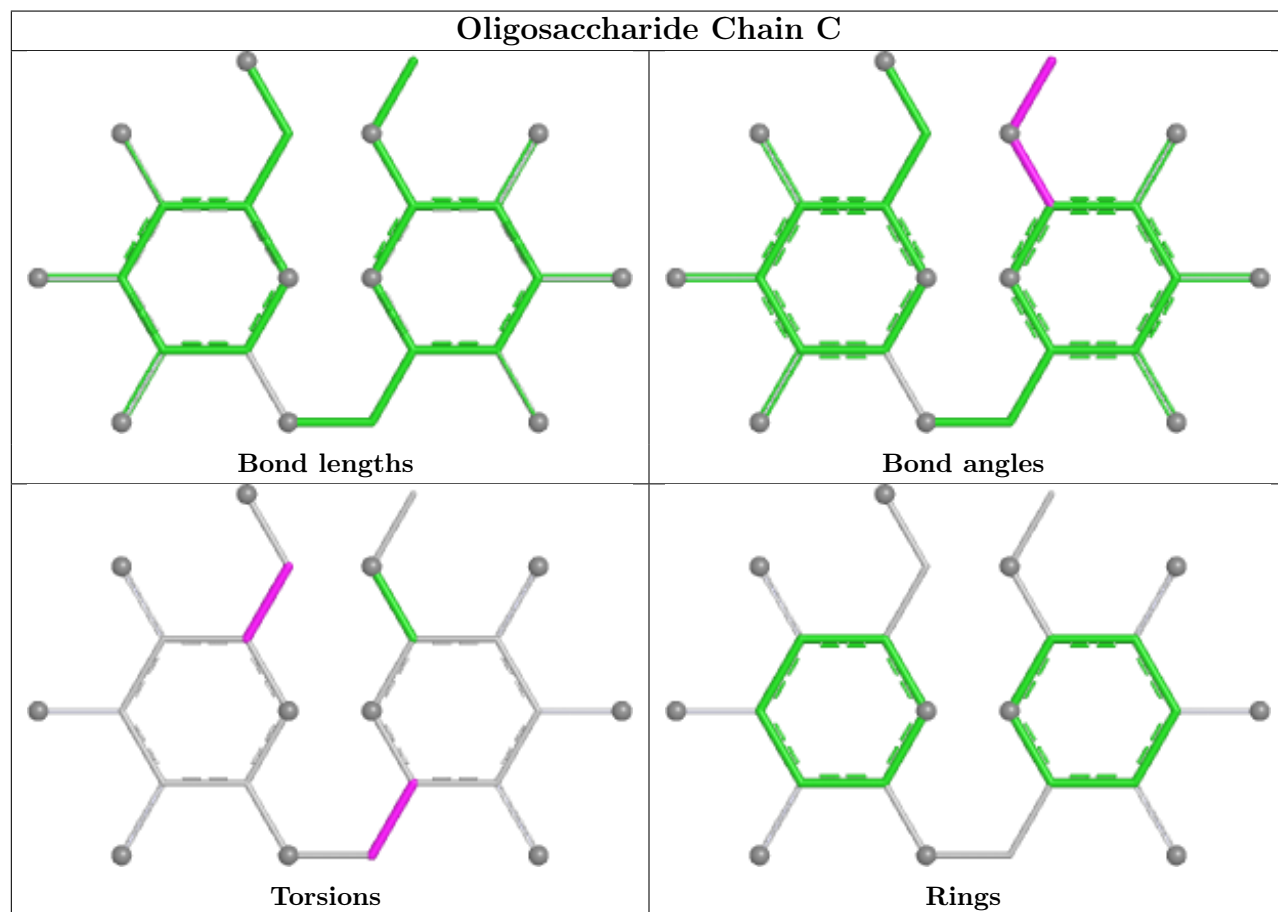 Oligosaccharide Chain C
Bond lengths
Bond angles
Torsions
Rings